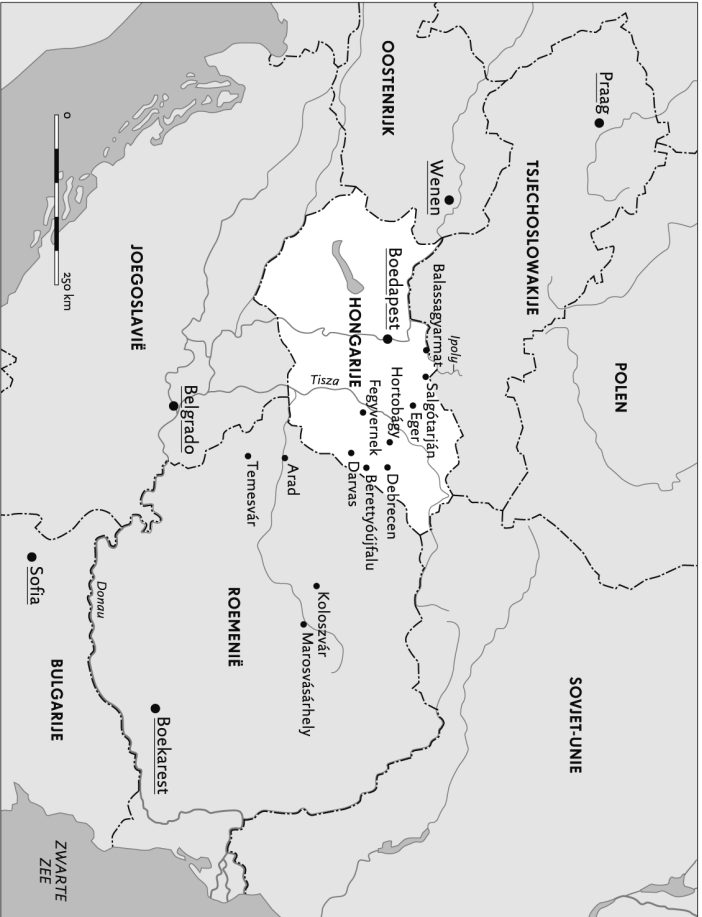 Praag
TSJECHOSLOWAKIJE
POLEN
SOVJET-UNIE
OOSTENRIJK
Wenen
Balassagyarmat
Ipoly
Salgótarján
Eger
Boedapest
HONGARIJE
Hortobágy
Fegyvernek
Debrecen
Berettyóújfalu
Darvas
Tisza
Koloszvár
Marosvásárhely
Arad
Temesvár
ROEMENIË
JOEGOSLAVIË
Belgrado
Donau
Boekarest
Sofia
BULGARIJE
ZWARTE
ZEE
0
250 km